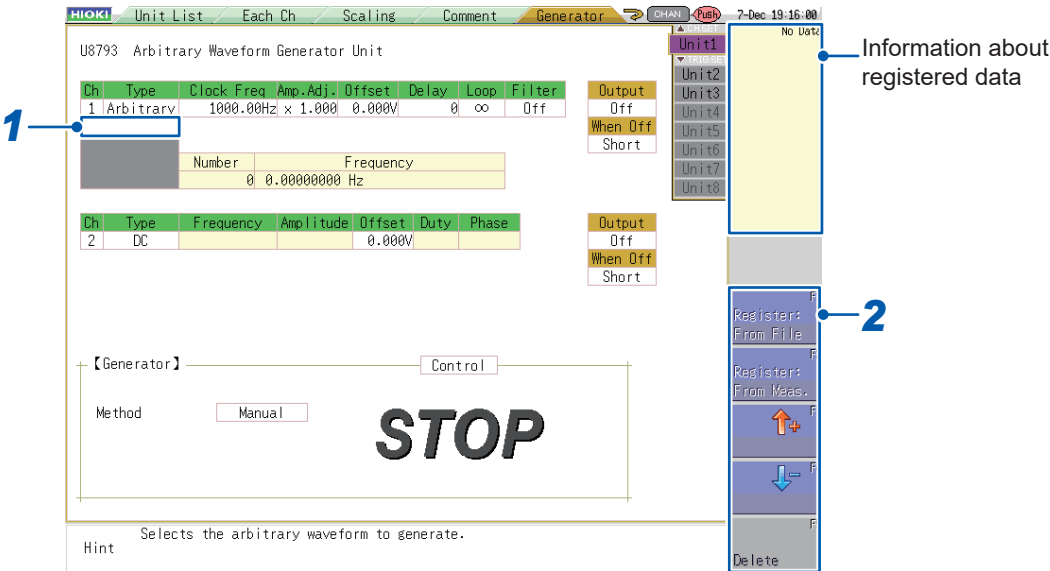 HIOKI Unit List Each Ch Scaling Comment Generator CHAN Push 7-Dec 19:16:00
No Data
Information about
registered data
U8793 Arbitrary Waveform Generator Unit
Unit1
Unit2
Unit3
Unit4
Unit5
Unit6
Unit7
Unit8
Ch Type Clock Freq Amp.Adj. Offset Delay Loop Filter
1 Arbitrary 1000.00Hz x 1.000 0.000V 0 ∞ Off
Output
Off
When Off
Short
1
Number Frequency
0 0.00000000 Hz
Ch Type Frequency Amplitude Offset Duty Phase
2 DC 0.000V
Output
Off
When Off
Short
2
Register:
From File
Register:
From Meas.
+
-
Delete
【Generator】 Control
Method Manual
STOP
Selects the arbitrary waveform to generate.
Hint